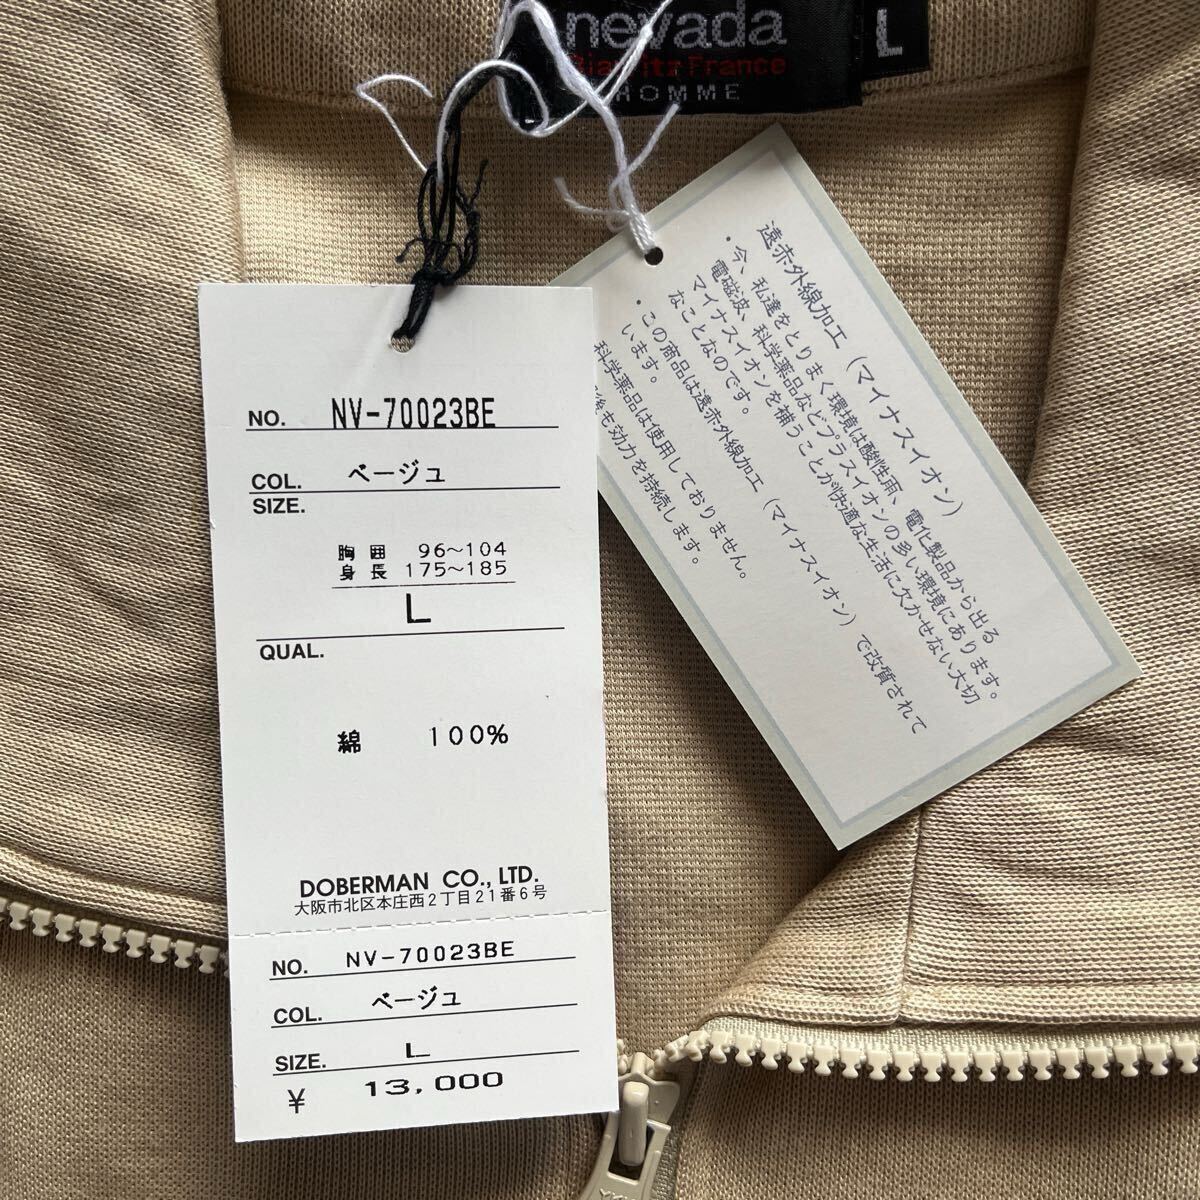 nevada
Biarritz France
HOMME
L
NO. NV-70023BE
COL. ベージュ
SIZE.
胸囲 96～104
身長 175～185
L
QUAL.
綿 100%
DOBERMAN CO., LTD.
大阪市北区本庄西2丁目21番6号
NO. NV-70023BE
COL. ベージュ
SIZE. L
¥ 13,000
遠赤外線加工（マイナスイオン）
・今、私達をとりまく環境は酸性雨、電化製品から出る
電磁波、科学薬品などプラスイオンの多い環境にあります。
マイナスイオンを補うことが快適な生活に欠かせない大切
なことなのです。
・この商品は遠赤外線加工（マイナスイオン）で改質されて
います。
科学薬品は使用しておりません。
後も効力を持続します。